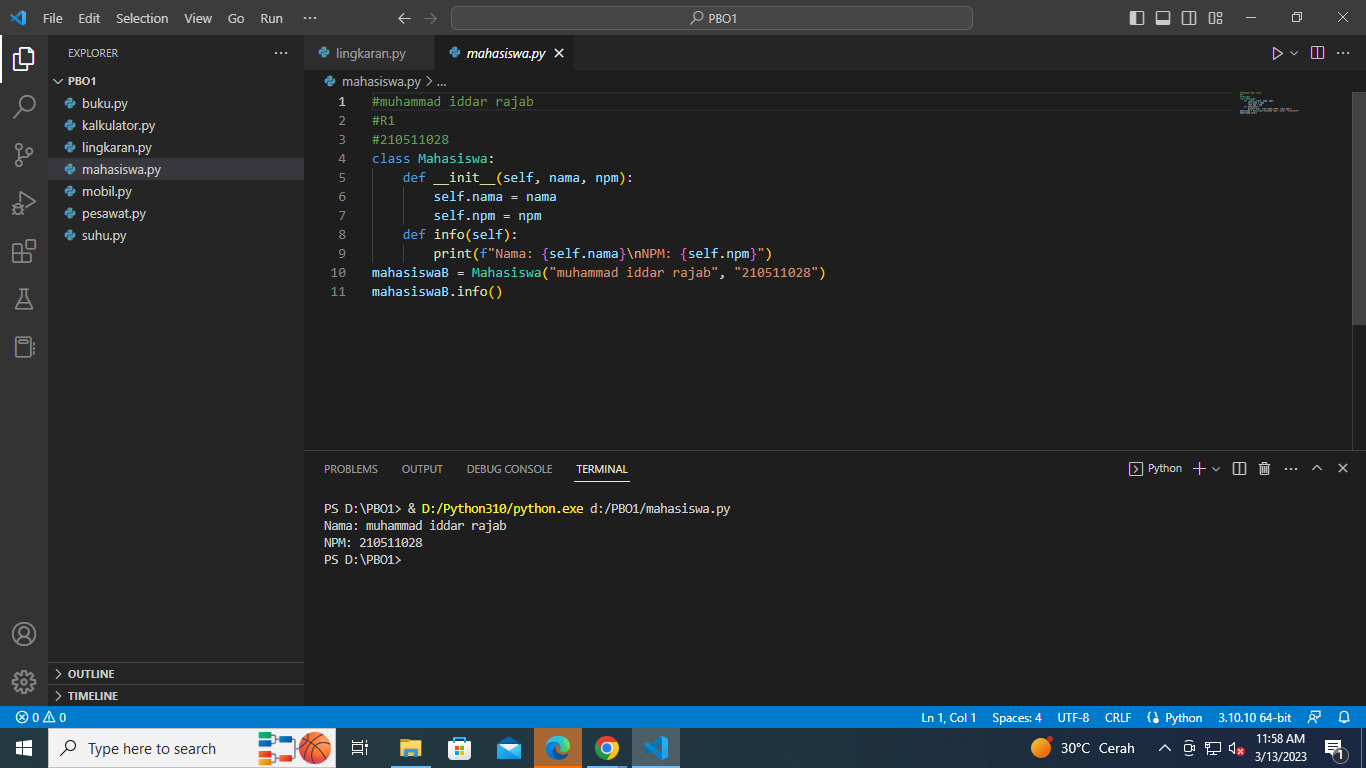 File Edit Selection View Go Run ··· PBO1
EXPLORER ···
PBO1
buku.py
kalkulator.py
lingkaran.py
mahasiswa.py
mobil.py
pesawat.py
suhu.py
OUTLINE
TIMELINE
lingkaran.py mahasiswa.py
mahasiswa.py > ...
1 #muhammad iddar rajab
2 #R1
3 #210511028
4 class Mahasiswa:
5     def __init__(self, nama, npm):
6         self.nama = nama
7         self.npm = npm
8     def info(self):
9         print(f"Nama: {self.nama}\nNPM: {self.npm}")
10 mahasiswaB = Mahasiswa("muhammad iddar rajab", "210511028")
11 mahasiswaB.info()
PROBLEMS OUTPUT DEBUG CONSOLE TERMINAL Python
PS D:\PBO1> & D:/Python310/python.exe d:/PBO1/mahasiswa.py
Nama: muhammad iddar rajab
NPM: 210511028
PS D:\PBO1>
0 0 Ln 1, Col 1 Spaces: 4 UTF-8 CRLF Python 3.10.10 64-bit
Type here to search 30°C Cerah 11:58 AM
3/13/2023 1